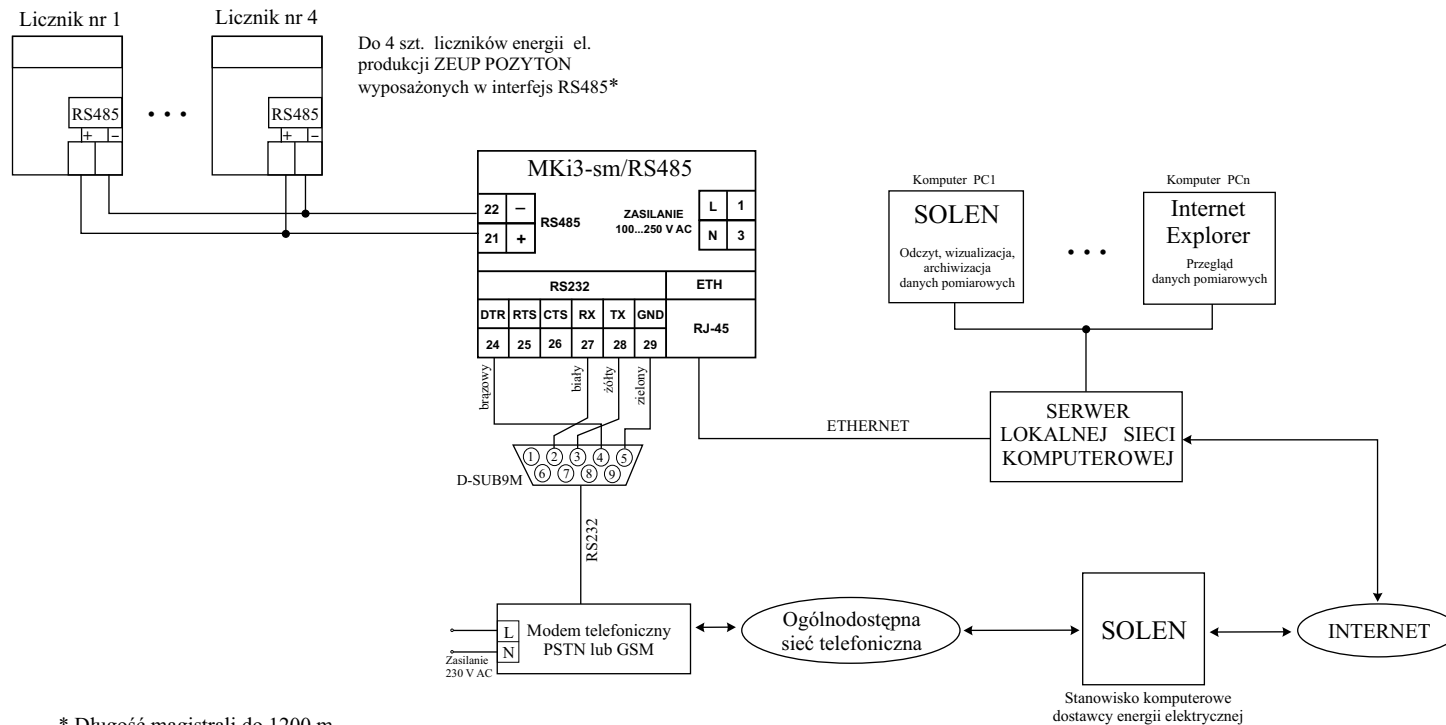 Licznik nr 1
Licznik nr 4
Do 4 szt. liczników energii el.
produkcji ZEUP POZYTON
wyposażonych w interfejs RS485*
RS485
+ –
• • •
RS485
+ –
MKi3-sm/RS485
22 –
21 +
RS485
ZASILANIE
100...250 V AC
L 1
N 3
RS232
ETH
DTR RTS CTS RX TX GND
24 25 26 27 28 29
RJ-45
brązowy
biały
żółty
zielony
1 2 3 4 5
6 7 8 9
D-SUB9M
RS232
Komputer PC1
SOLEN
Odczyt, wizualizacja,
archiwizacja
danych pomiarowych
• • •
Komputer PCn
Internet
Explorer
Przegląd
danych pomiarowych
ETHERNET
SERWER
LOKALNEJ SIECI
KOMPUTEROWEJ
L
N
Zasilanie
230 V AC
Modem telefoniczny
PSTN lub GSM
Ogólnodostępna
sieć telefoniczna
SOLEN
INTERNET
Stanowisko komputerowe
dostawcy energii elektrycznej
* Długość magistrali do 1200 m